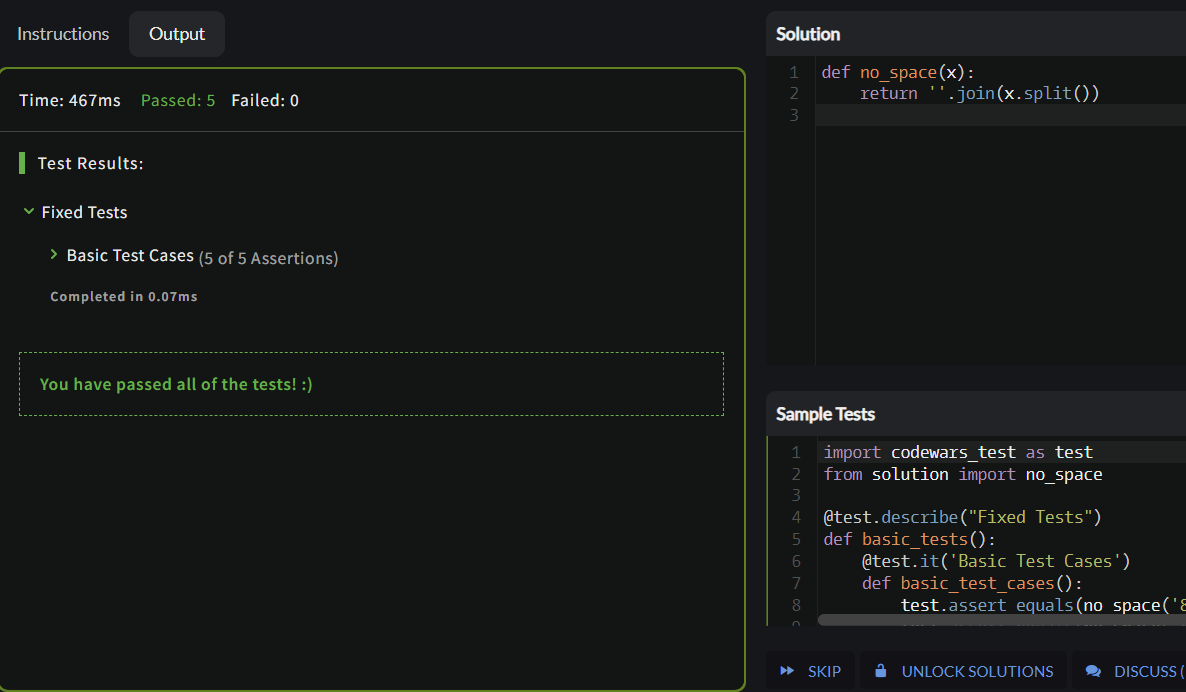 Instructions
Output
Time: 467ms Passed: 5 Failed: 0
Test Results:
Fixed Tests
Basic Test Cases (5 of 5 Assertions)
Completed in 0.07ms
You have passed all of the tests! :)
Solution
1 def no_space(x):
2     return ''.join(x.split())
3
Sample Tests
1 import codewars_test as test
2 from solution import no_space
3
4 @test.describe("Fixed Tests")
5 def basic_tests():
6     @test.it('Basic Test Cases')
7     def basic_test_cases():
8         test.assert_equals(no_space('8
SKIP
UNLOCK SOLUTIONS
DISCUSS (